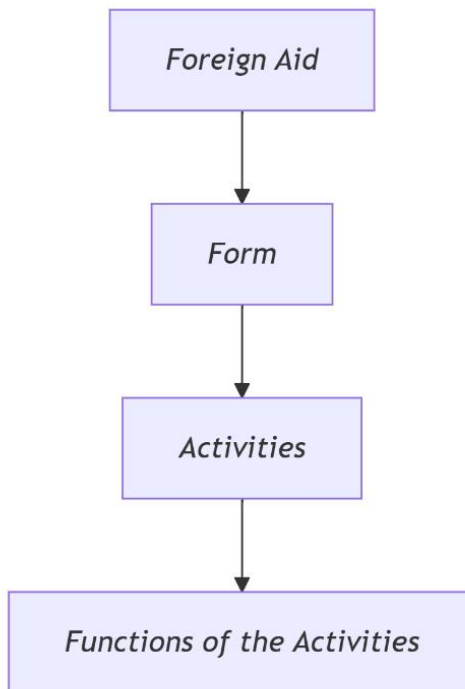 Foreign Aid
Form
Activities
Functions of the Activities